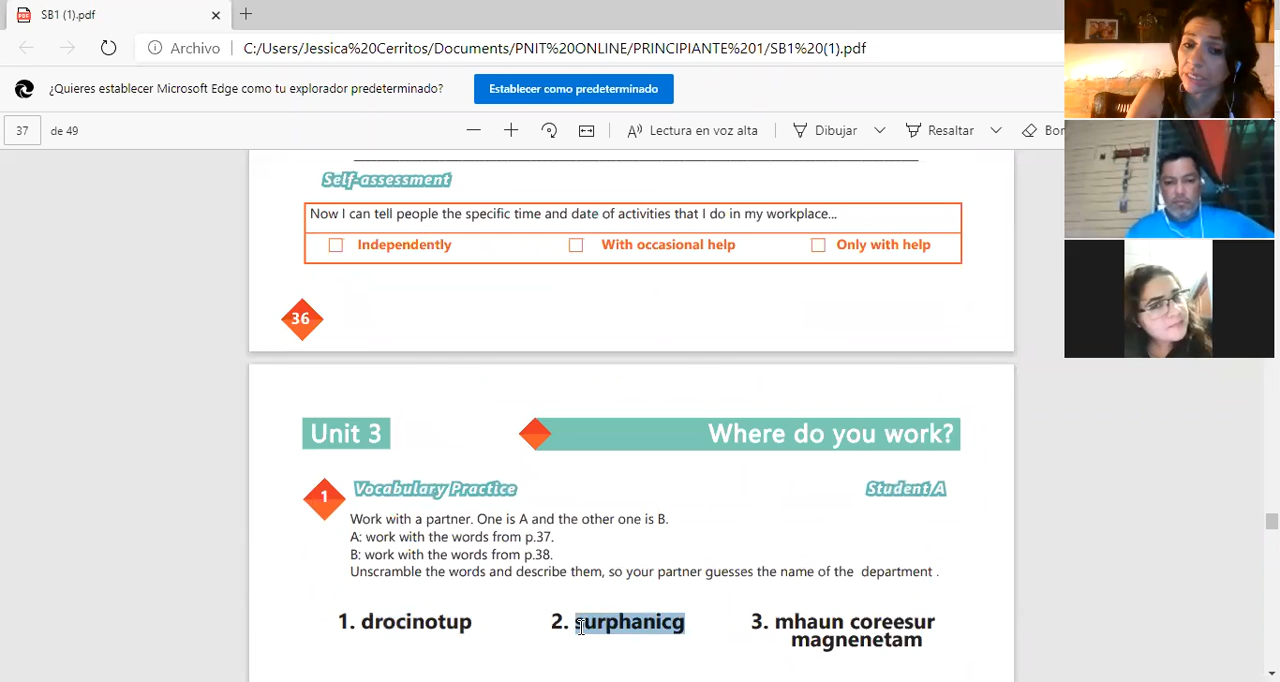 SB1 (1).pdf
Archivo C:/Users/Jessica%20Cerritos/Documents/PNIT%20ONLINE/PRINCIPIANTE%201/SB1%20(1).pdf
¿Quieres establecer Microsoft Edge como tu explorador predeterminado? Establecer como predeterminado
37 de 49 Lectura en voz alta Dibujar Resaltar
Self-assessment
Now I can tell people the specific time and date of activities that I do in my workplace...
Independently With occasional help Only with help
36
Unit 3 Where do you work?
1 Vocabulary Practice Student A
Work with a partner. One is A and the other one is B.
A: work with the words from p.37.
B: work with the words from p.38.
Unscramble the words and describe them, so your partner guesses the name of the department .
1. drocinotup 2. surphanicg 3. mhaun coreesur
magnenetam